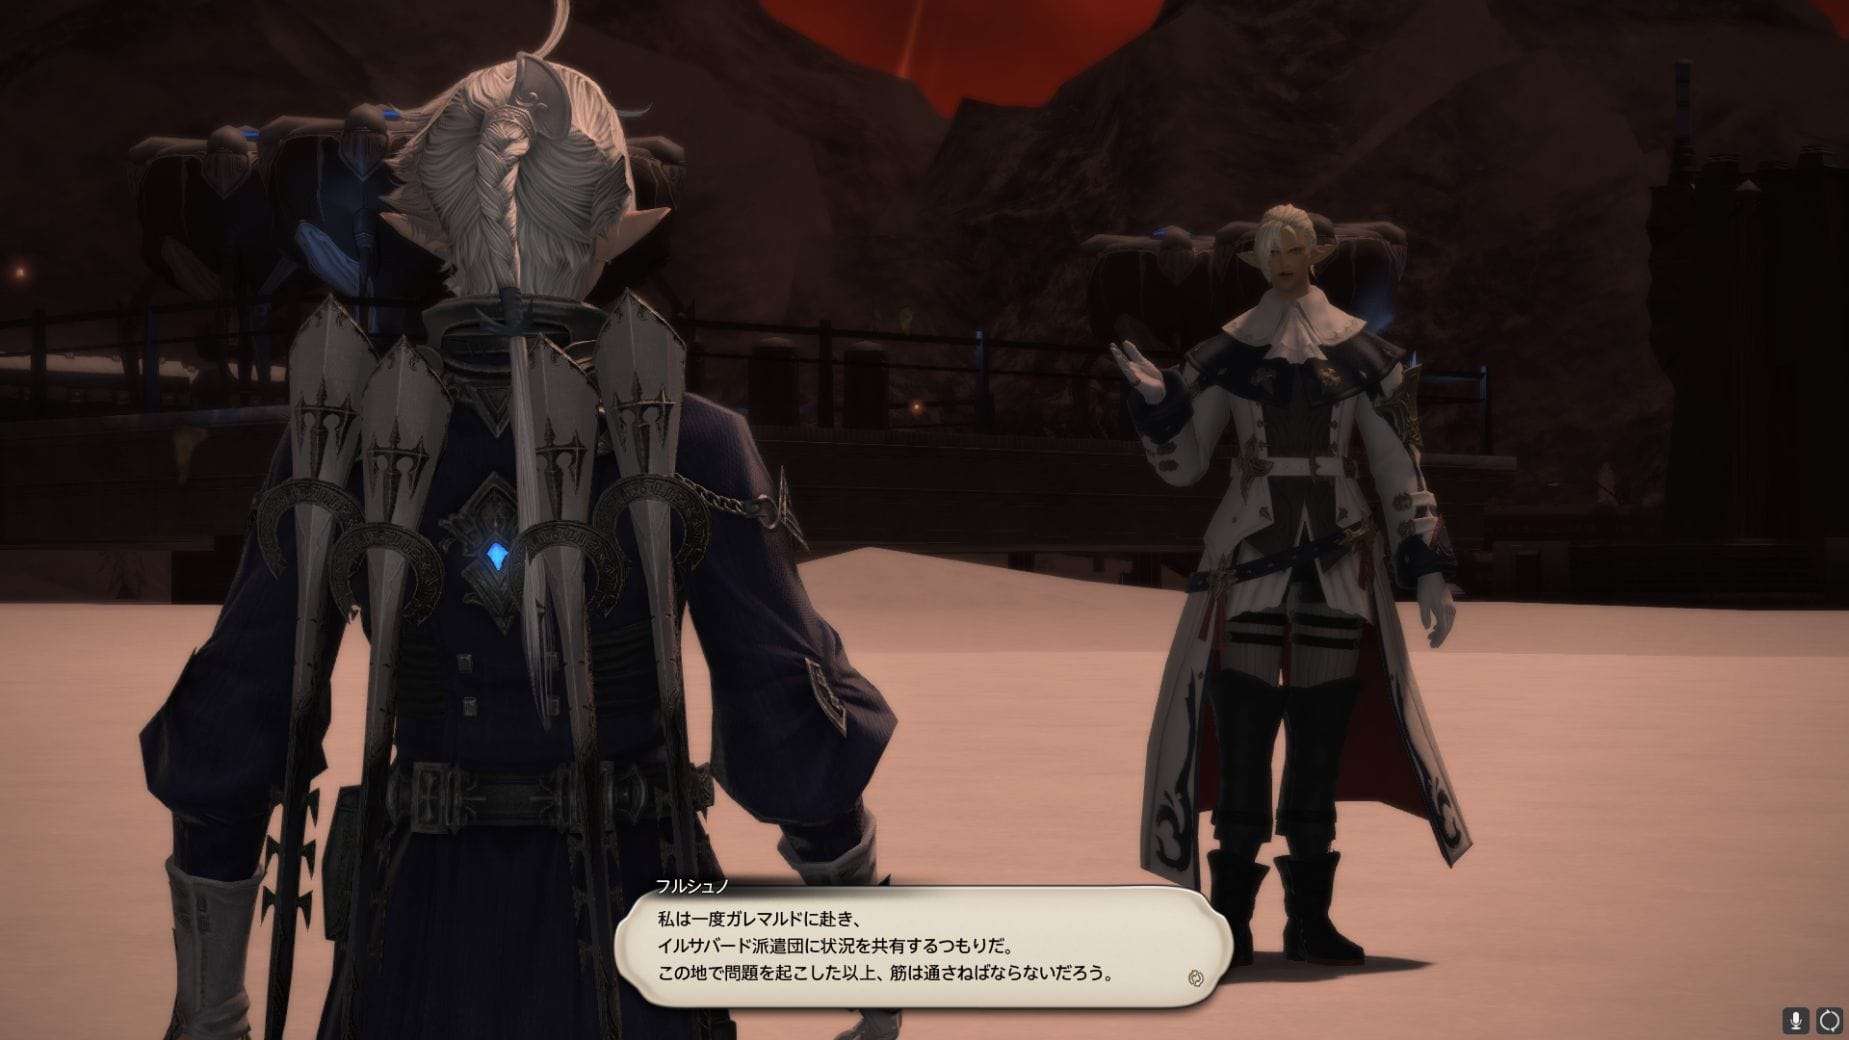 フルシュノ
私は一度ガレマルドに赴き、
イルサバード派遣団に状況を共有するつもりだ。
この地で問題を起こした以上、筋は通さねばならないだろう。